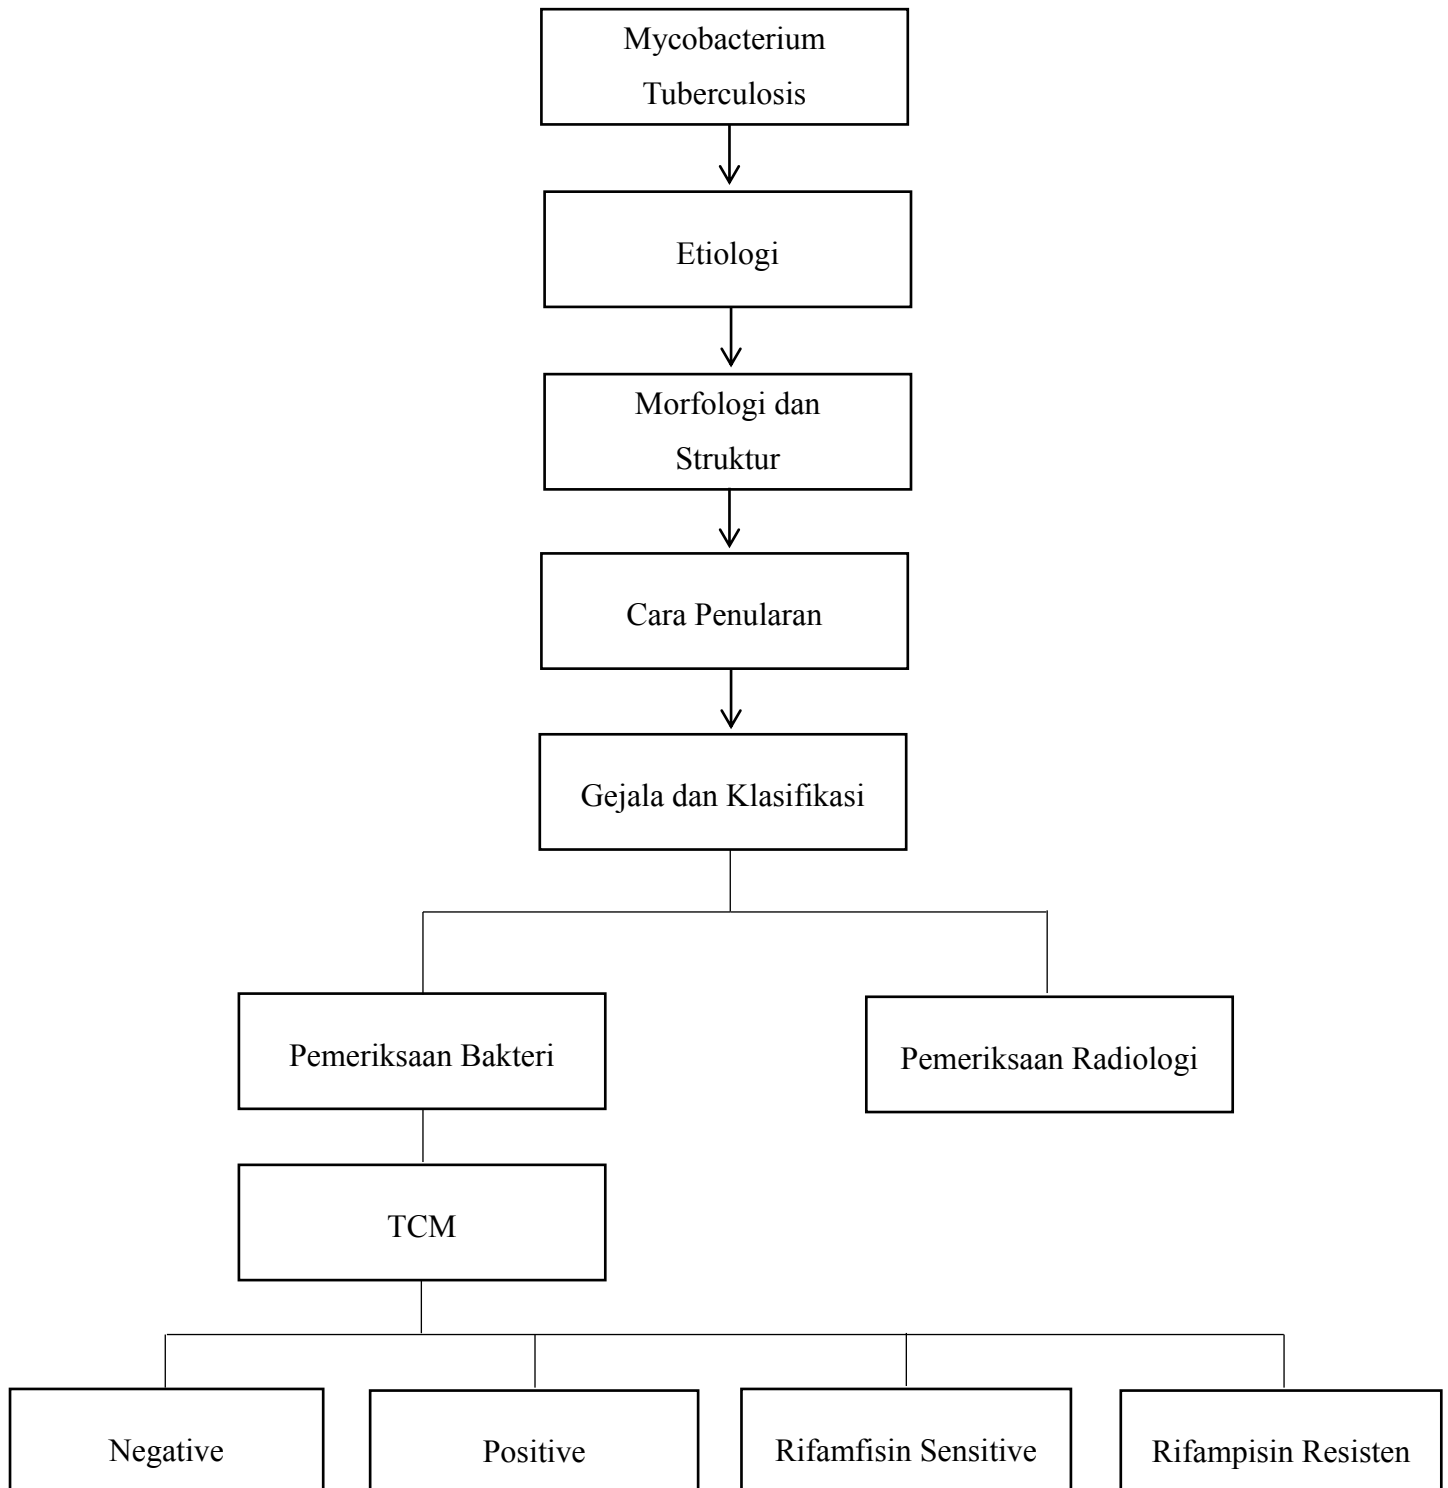 Mycobacterium
Tuberculosis
Etiologi
Morfologi dan
Struktur
Cara Penularan
Gejala dan Klasifikasi
Pemeriksaan Bakteri
Pemeriksaan Radiologi
TCM
Negative
Positive
Rifamfisin Sensitive
Rifampisin Resisten